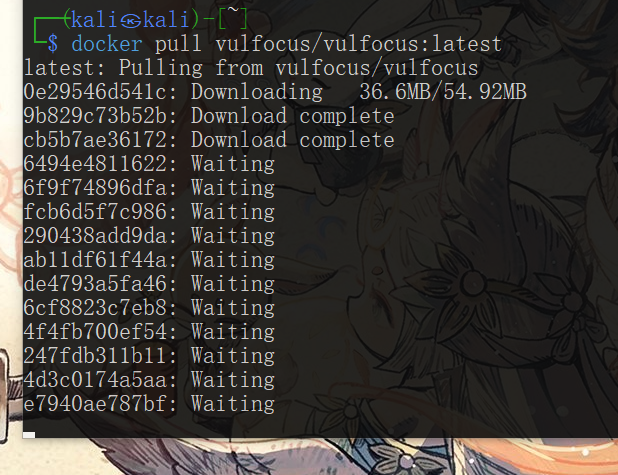 ┌──(kali㉿kali)-[~]
└─$ docker pull vulfocus/vulfocus:latest
latest: Pulling from vulfocus/vulfocus
0e29546d541c: Downloading   36.6MB/54.92MB
9b829c73b52b: Download complete
cb5b7ae36172: Download complete
6494e4811622: Waiting
6f9f74896dfa: Waiting
fcb6d5f7c986: Waiting
290438add9da: Waiting
ab11df61f44a: Waiting
de4793a5fa46: Waiting
6cf8823c7eb8: Waiting
4f4fb700ef54: Waiting
247fdb311b11: Waiting
4d3c0174a5aa: Waiting
e7940ae787bf: Waiting